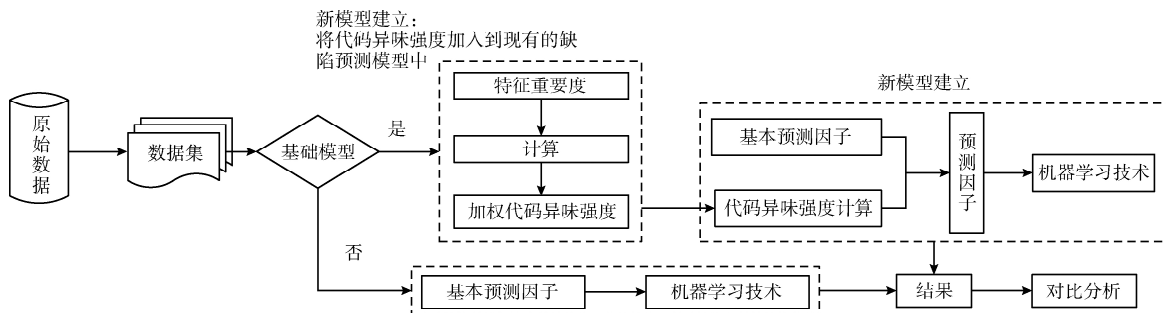 新模型建立：
将代码异味强度加入到现有的缺
陷预测模型中
原始数据
数据集
基础模型
是
否
特征重要度
计算
加权代码异味强度
新模型建立
基本预测因子
代码异味强度计算
预测因子
机器学习技术
基本预测因子
机器学习技术
结果
对比分析